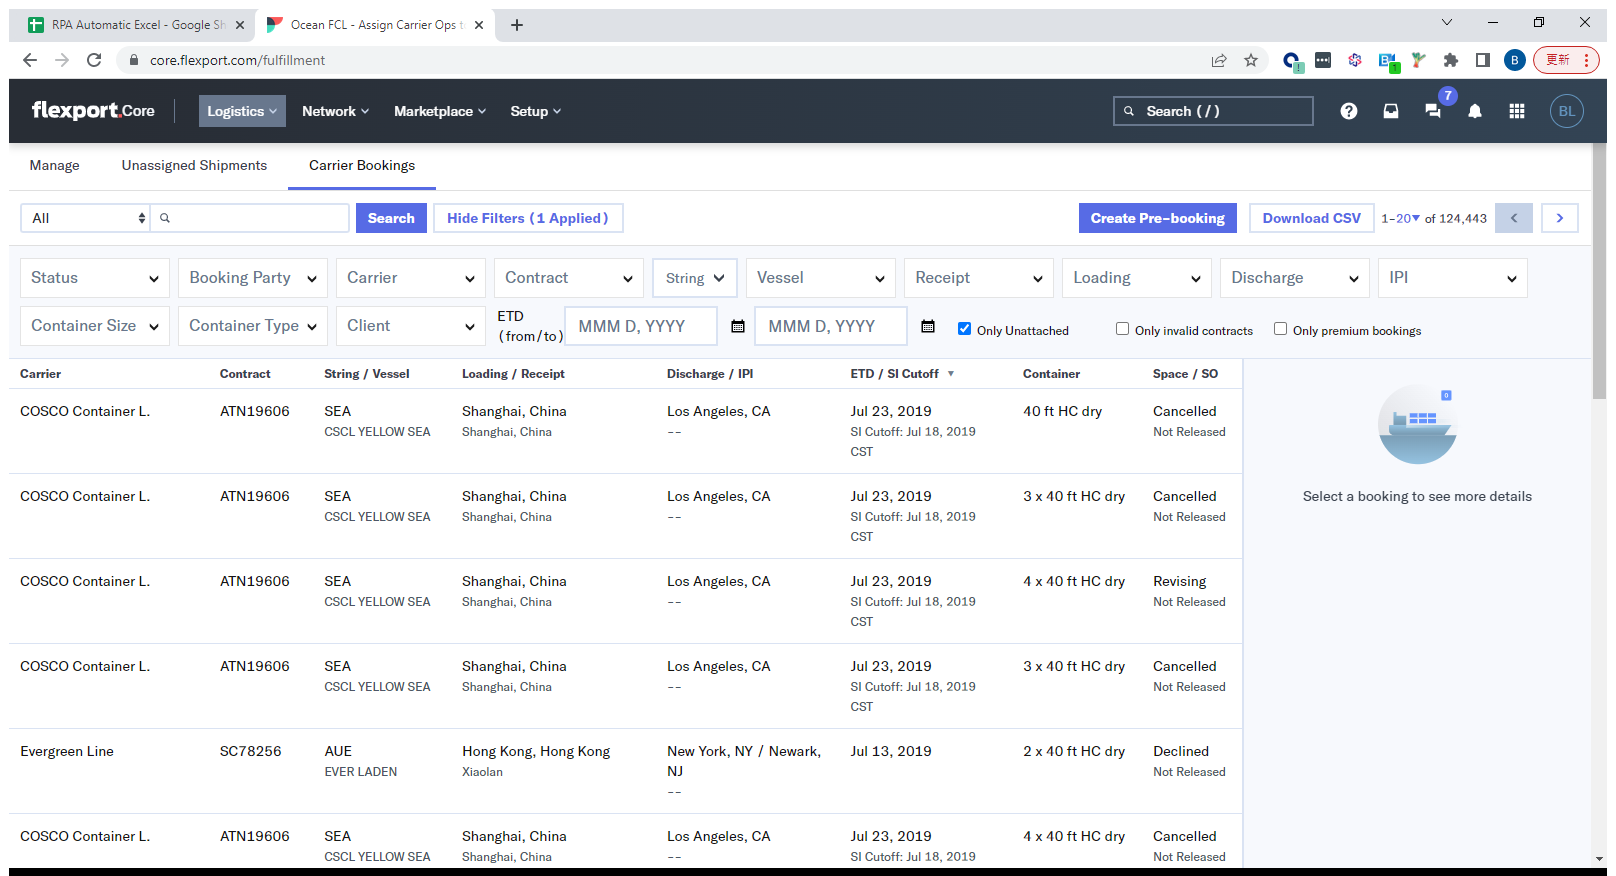 RPA Automatic Excel - Google Sh
Ocean FCL - Assign Carrier Ops t
core.flexport.com/fulfillment
1
B
更新
flexport.Core
Logistics
Network
Marketplace
Setup
Search (/)
7
BL
Manage
Unassigned Shipments
Carrier Bookings
All
Search
Hide Filters (1 Applied)
Create Pre-booking
Download CSV
1-20▼ of 124,443
Status
Booking Party
Carrier
Contract
String
Vessel
Receipt
Loading
Discharge
IPI
Container Size
Container Type
Client
ETD
(from/to)
MMM D, YYYY
MMM D, YYYY
Only Unattached
Only invalid contracts
Only premium bookings
Carrier Contract String / Vessel Loading / Receipt Discharge / IPI ETD / SI Cutoff ▼ Container Space / SO
COSCO Container L. ATN19606 SEA Shanghai, China Los Angeles, CA Jul 23, 2019 40 ft HC dry Cancelled
CSCL YELLOW SEA Shanghai, China -- SI Cutoff: Jul 18, 2019 Not Released
CST
COSCO Container L. ATN19606 SEA Shanghai, China Los Angeles, CA Jul 23, 2019 3 x 40 ft HC dry Cancelled
CSCL YELLOW SEA Shanghai, China -- SI Cutoff: Jul 18, 2019 Not Released
CST
COSCO Container L. ATN19606 SEA Shanghai, China Los Angeles, CA Jul 23, 2019 4 x 40 ft HC dry Revising
CSCL YELLOW SEA Shanghai, China -- SI Cutoff: Jul 18, 2019 Not Released
CST
COSCO Container L. ATN19606 SEA Shanghai, China Los Angeles, CA Jul 23, 2019 3 x 40 ft HC dry Cancelled
CSCL YELLOW SEA Shanghai, China -- SI Cutoff: Jul 18, 2019 Not Released
CST
Evergreen Line SC78256 AUE Hong Kong, Hong Kong New York, NY / Newark, Jul 13, 2019 2 x 40 ft HC dry Declined
EVER LADEN Xiaolan NJ Not Released
--
COSCO Container L. ATN19606 SEA Shanghai, China Los Angeles, CA Jul 23, 2019 4 x 40 ft HC dry Cancelled
CSCL YELLOW SEA Shanghai, China -- SI Cutoff: Jul 18, 2019 Not Released
0
Select a booking to see more details